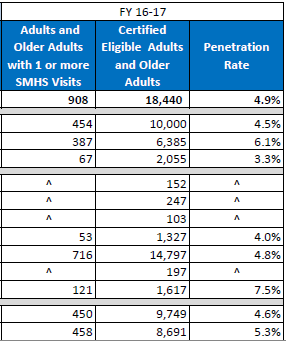 FY 16-17
Adults and Older Adults with 1 or more SMHS Visits Certified Eligible Adults and Older Adults Penetration Rate
908 18,440 4.9%
454 10,000 4.5%
387 6,385 6.1%
67 2,055 3.3%
^ 152 ^
^ 247 ^
^ 103 ^
53 1,327 4.0%
716 14,797 4.8%
^ 197 ^
121 1,617 7.5%
450 9,749 4.6%
458 8,691 5.3%